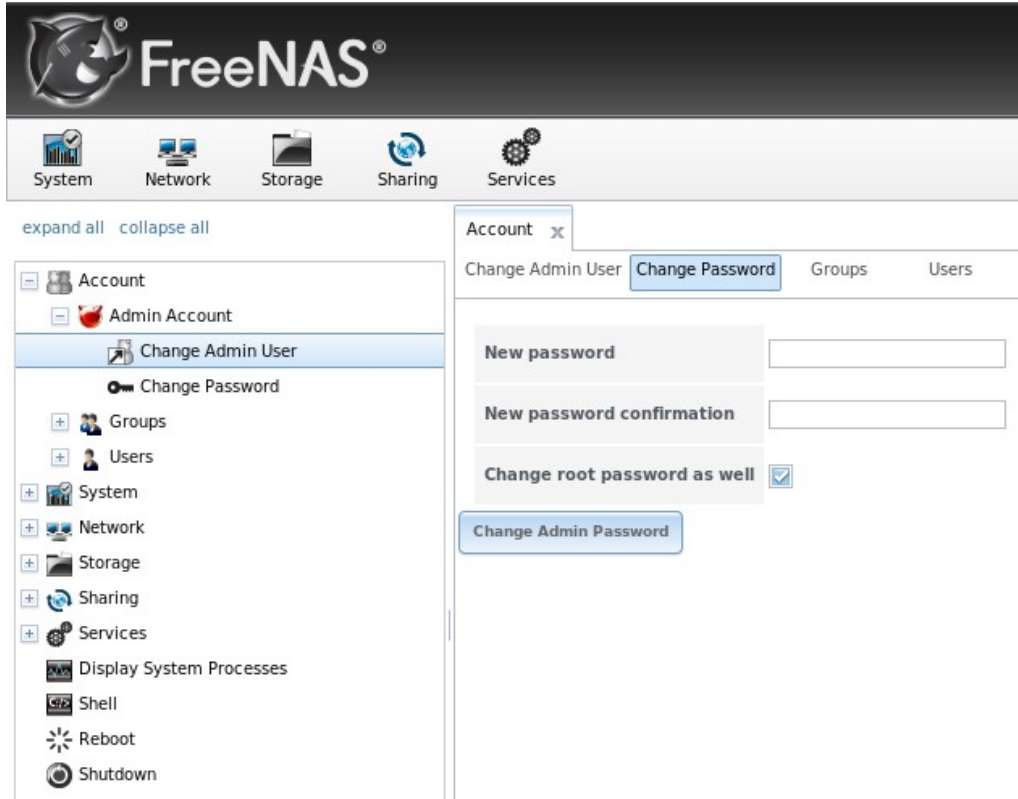 FreeNAS®
System Network Storage Sharing Services
expand all collapse all
Account
Admin Account
Change Admin User
Change Password
Groups
Users
System
Network
Storage
Sharing
Services
Display System Processes
Shell
Reboot
Shutdown
Account x
Change Admin User Change Password Groups Users
New password
New password confirmation
Change root password as well
Change Admin Password